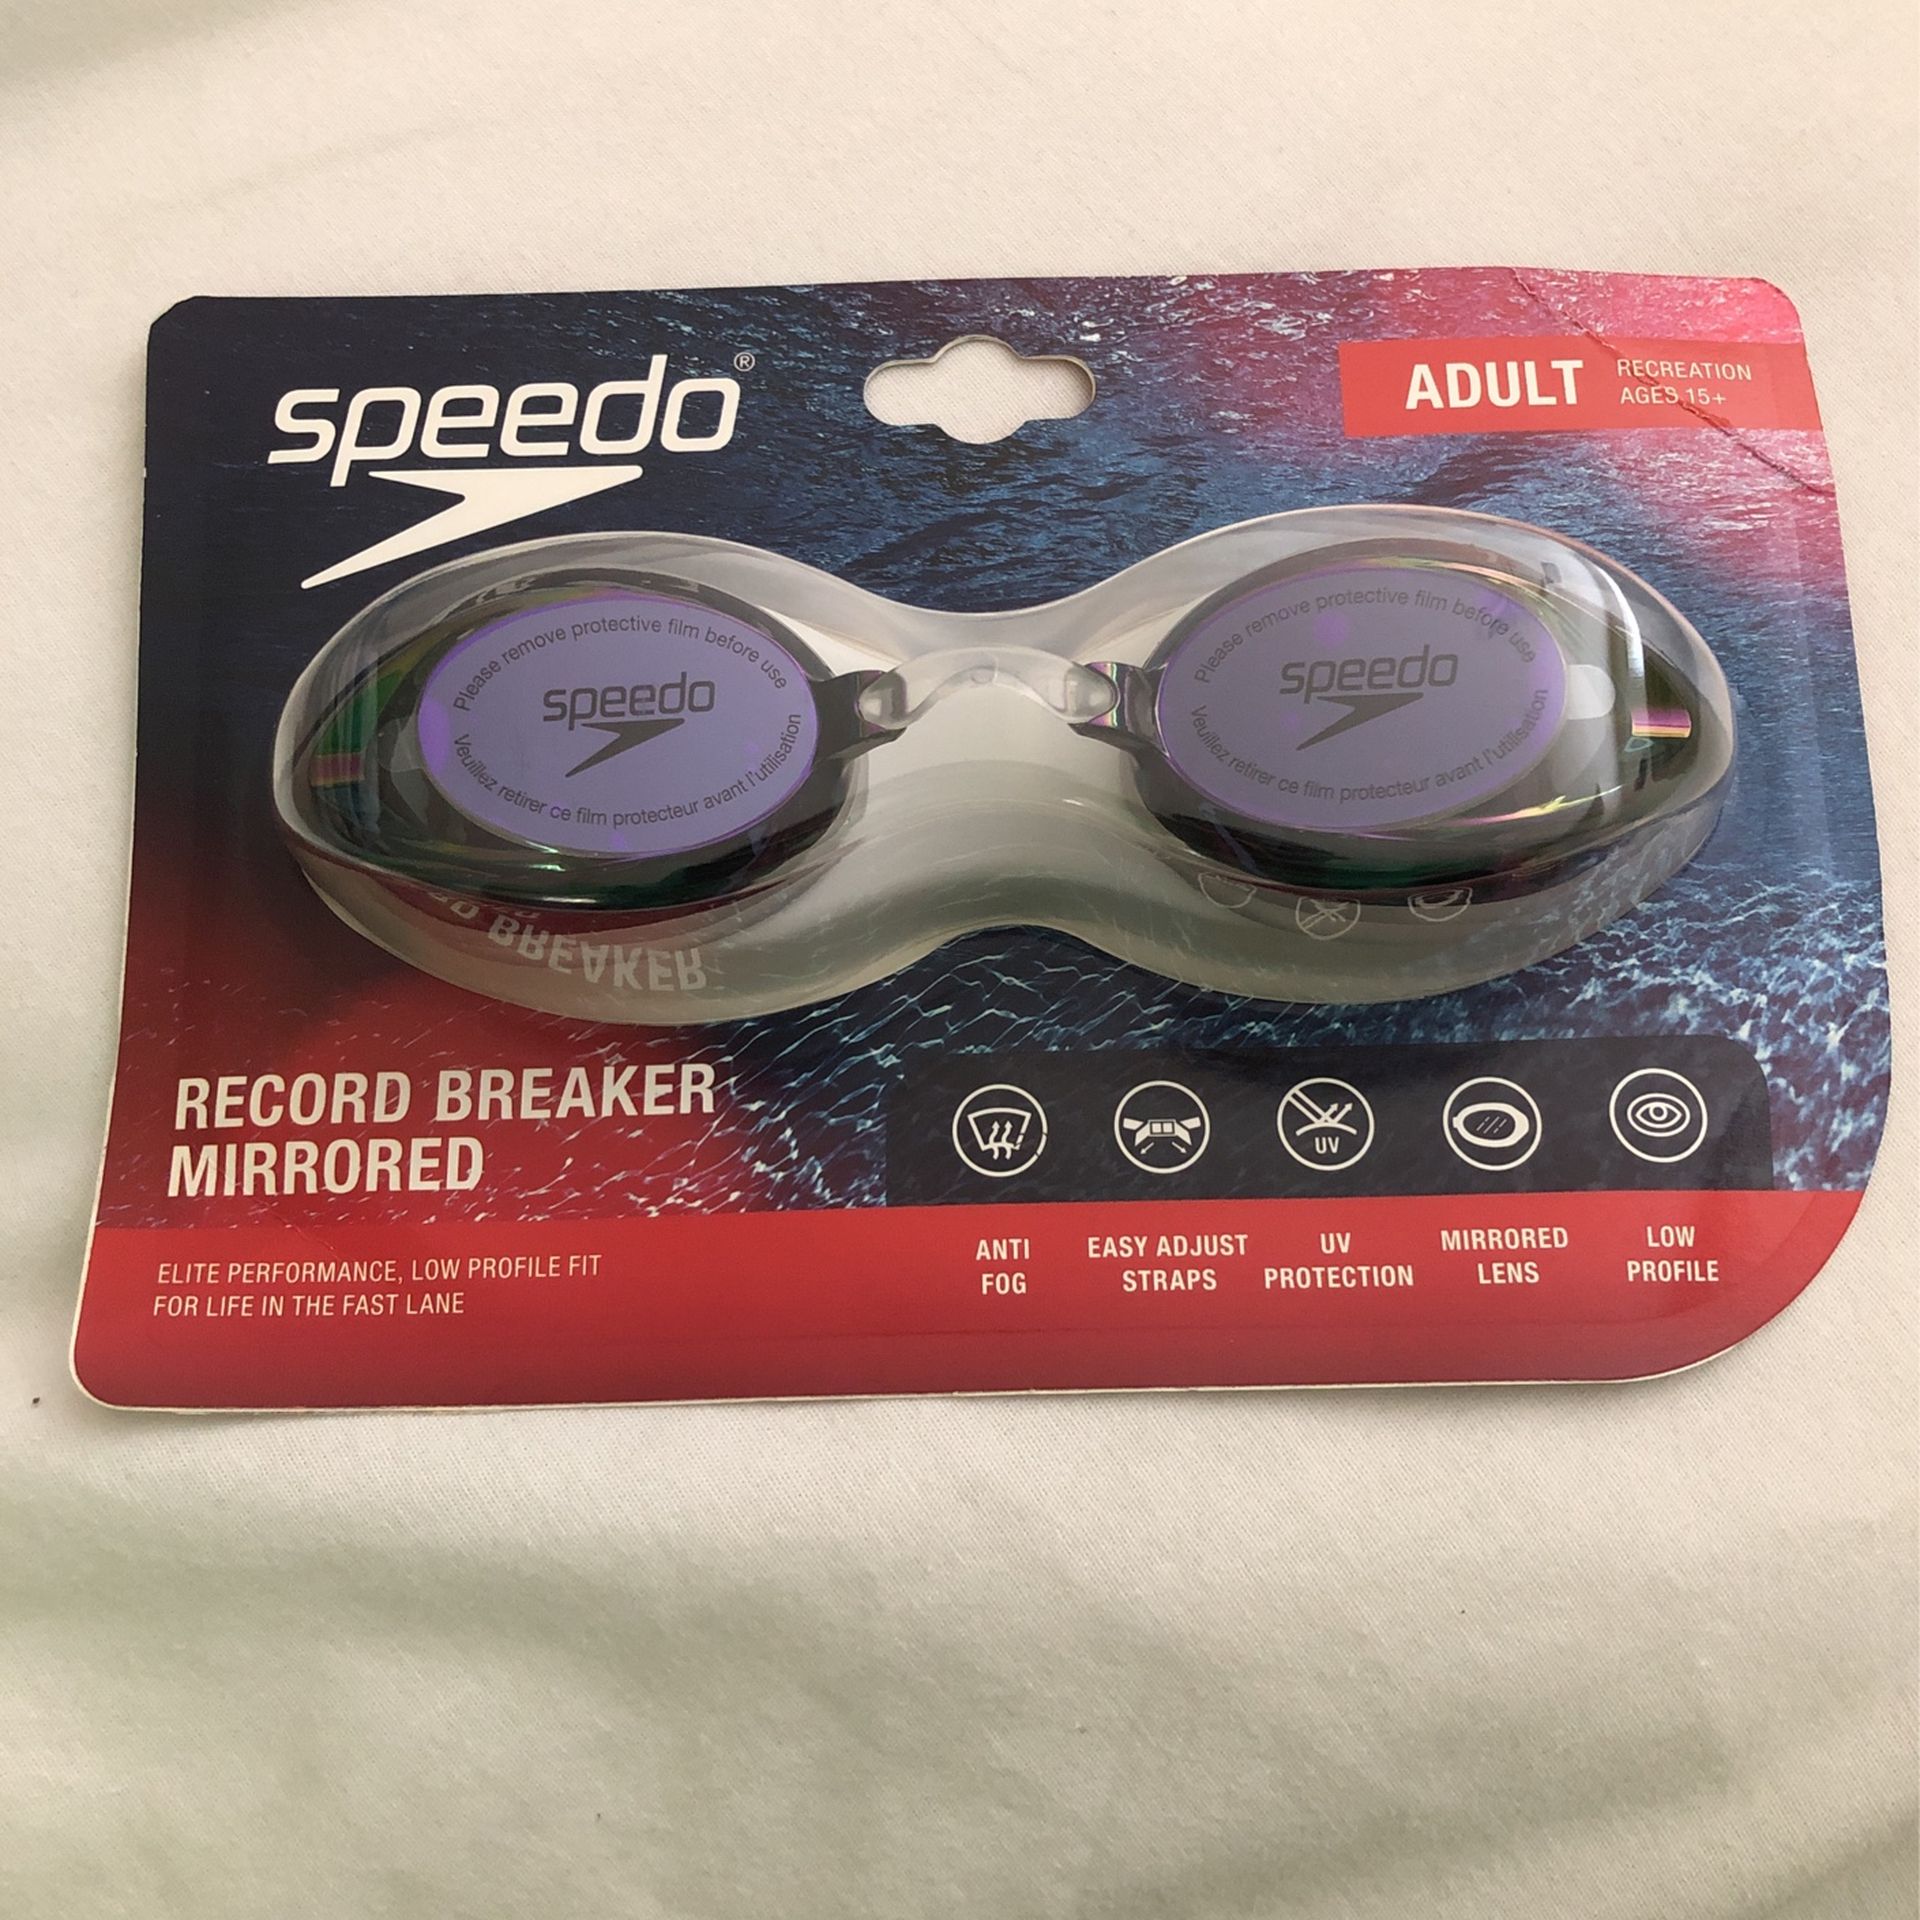 speedo®
ADULT
RECREATION
AGES 15+
Please remove protective film before use
speedo
Veuillez retirer ce film protecteur avant l'utilisation
Please remove protective film before use
speedo
Veuillez retirer ce film protecteur avant l'utilisation
BREAKER
RECORD BREAKER
MIRRORED
ELITE PERFORMANCE, LOW PROFILE FIT
FOR LIFE IN THE FAST LANE
UV
ANTI
FOG
EASY ADJUST
STRAPS
UV
PROTECTION
MIRRORED
LENS
LOW
PROFILE